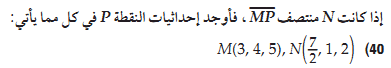 إذا كانت N منتصف MP ، فأوجد إحداثيات النقطة P في كل مما يأتي:
40) M(3, 4, 5), N(7/2, 1, 2)